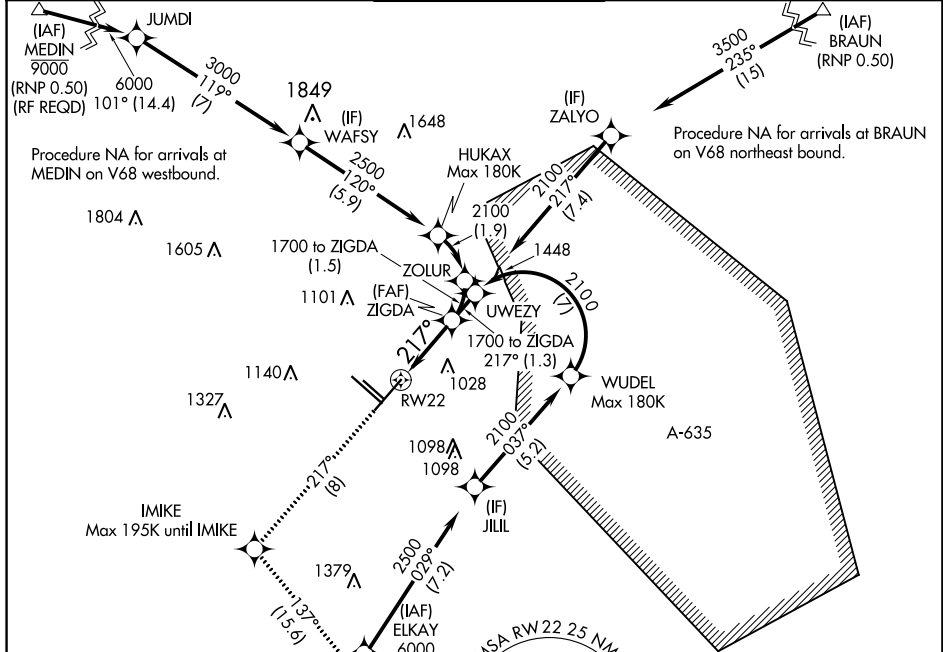 (IAF)
MEDIN
9000
(RNP 0.50)
(RF REQD)
JUMDI
6000
101° (14.4)
3000
119°
(7)
1849
(IF)
WAFSY
1648
Procedure NA for arrivals at
MEDIN on V68 westbound.
2500
120°
(5.9)
HUKAX
Max 180K
(IAF)
BRAUN
(RNP 0.50)
3500
235°
(15)
(IF)
ZALYO
Procedure NA for arrivals at BRAUN
on V68 northeast bound.
2100
217°
(7.4)
1804
1605
2100
(1.9)
1700 to ZIGDA
(1.5)
ZOLUR
1448
1101
(FAF)
ZIGDA
UWEZY
2100
(7)
1700 to ZIGDA
217° (1.3)
217°
1140
1028
RW22
WUDEL
Max 180K
1327
A-635
2100
037°
(5.2)
1098
1098
217°
(8)
(IF)
JILIL
IMIKE
Max 195K until IMIKE
1379
2500
029°
(7.2)
137°
(15.6)
(IAF)
ELKAY
6000
MSA RW22 25 NM